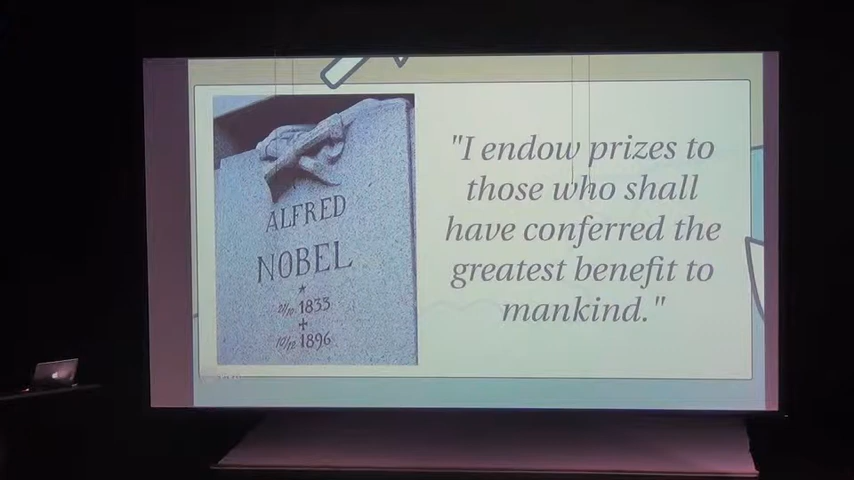 ALFRED
NOBEL
* 21/10 1833
+ 10/12 1896
"I endow prizes to
those who shall
have conferred the
greatest benefit to
mankind."